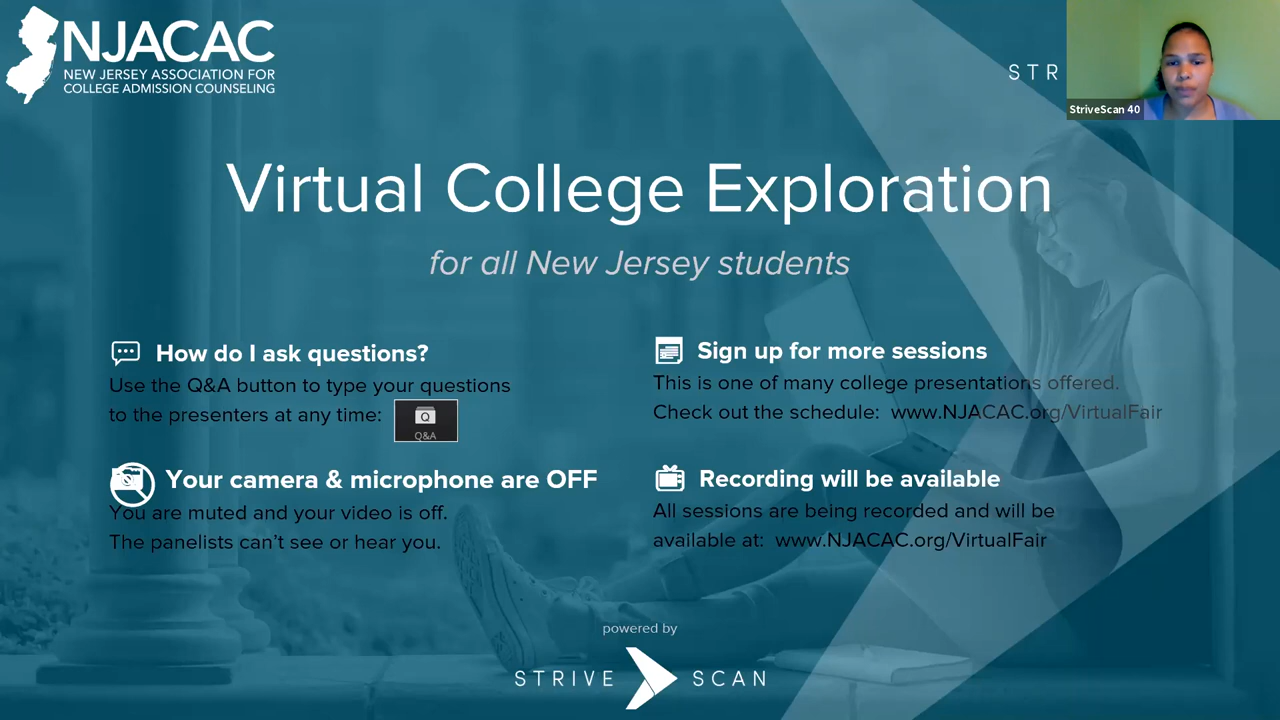 NJACAC
NEW JERSEY ASSOCIATION FOR
COLLEGE ADMISSION COUNSELING
STR
StriveScan 40
Virtual College Exploration
for all New Jersey students
How do I ask questions?
Use the Q&A button to type your questions
to the presenters at any time:
Q
Q&A
Sign up for more sessions
This is one of many college presentations offered.
Check out the schedule: www.NJACAC.org/VirtualFair
Your camera & microphone are OFF
You are muted and your video is off.
The panelists can't see or hear you.
Recording will be available
All sessions are being recorded and will be
available at: www.NJACAC.org/VirtualFair
powered by
STRIVE SCAN